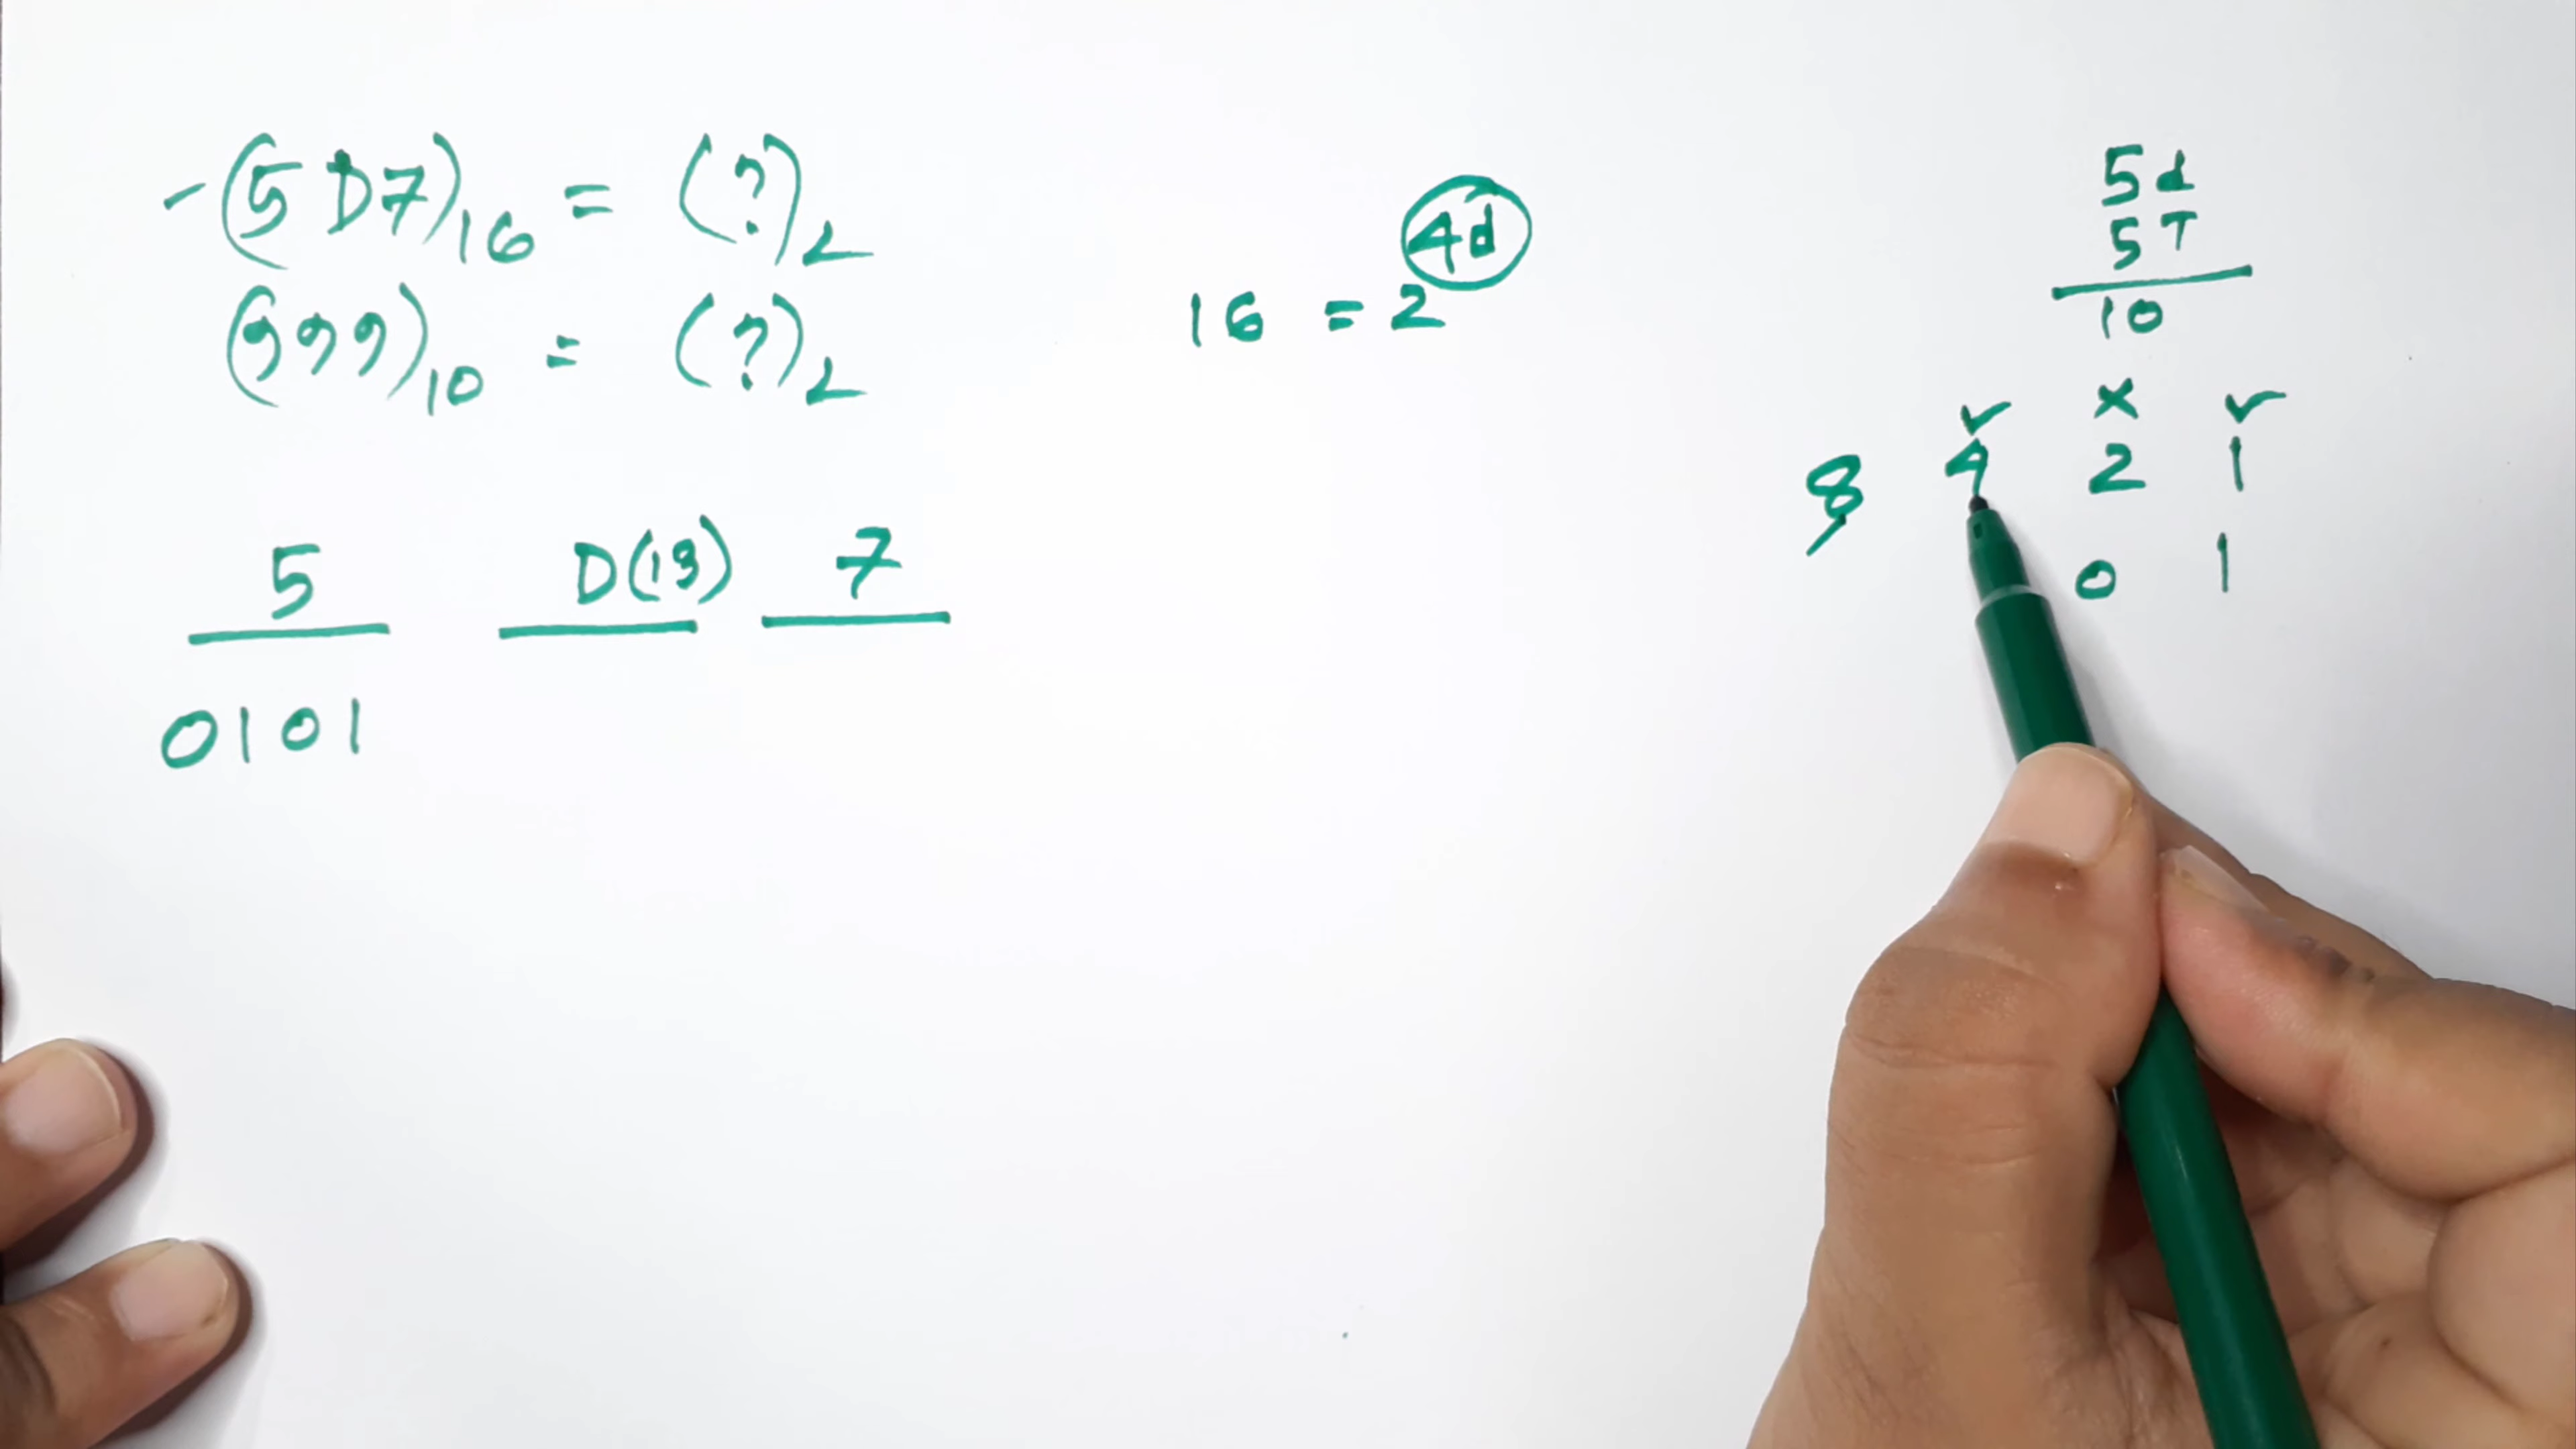 -(5D7)16 = (?)2
(999)10 = (?)2
16 = 2 4d
5 D(13) 7
0101
5d
5T
10
✓ × ✓
8 4 2 1
0 1